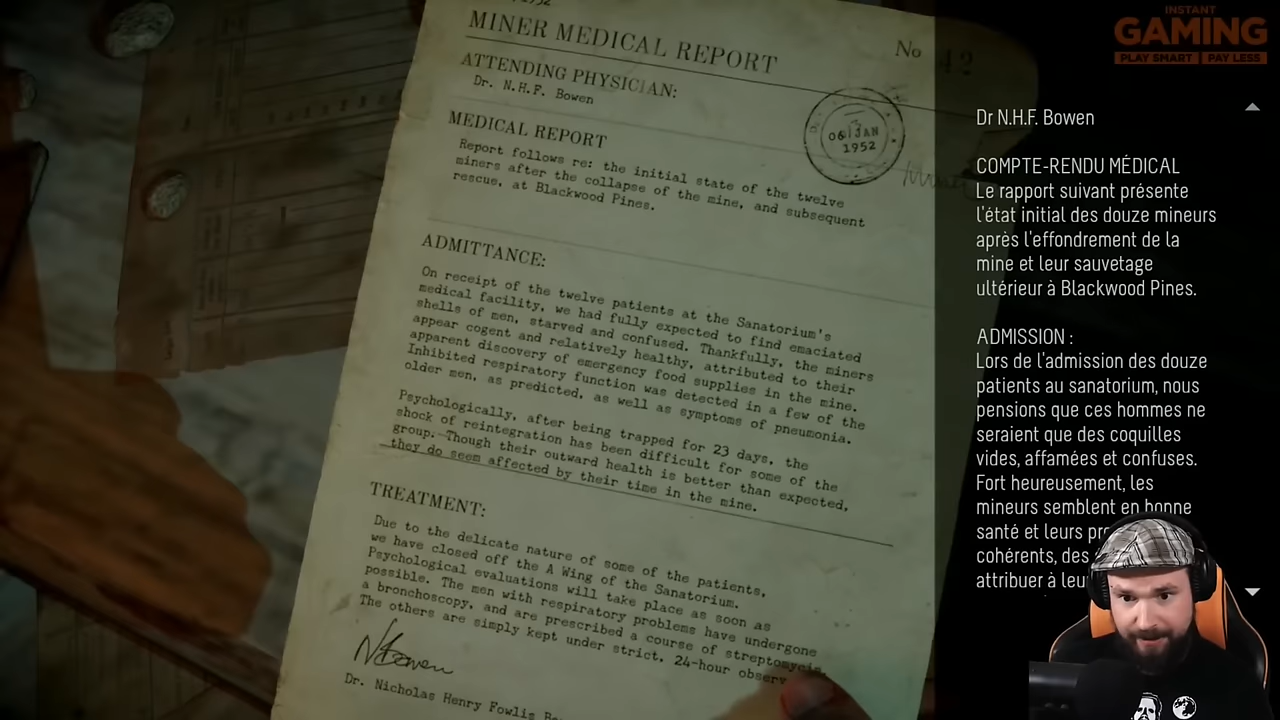 1952
MINER MEDICAL REPORT
No 42
ATTENDING PHYSICIAN:
Dr. N.H.F. Bowen
06 JAN
1952
MEDICAL REPORT
Report follows re: the initial state of the twelve
miners after the collapse of the mine, and subsequent
rescue, at Blackwood Pines.
ADMITTANCE:
On receipt of the twelve patients at the Sanatorium's
medical facility, we had fully expected to find emaciated
shells of men, starved and confused. Thankfully, the miners
appear cogent and relatively healthy, attributed to their
apparent discovery of emergency food supplies in the mine.
Inhibited respiratory function was detected in a few of the
older men, as predicted, as well as symptoms of pneumonia.
Psychologically, after being trapped for 23 days, the
shock of reintegration has been difficult for some of the
group. Though their outward health is better than expected,
they do seem affected by their time in the mine.
TREATMENT:
Due to the delicate nature of some of the patients,
we have closed off the A Wing of the Sanatorium.
Psychological evaluations will take place as soon as
possible. The men with respiratory problems have undergone
a bronchoscopy, and are prescribed a course of streptomycin.
The others are simply kept under strict, 24-hour observ
NBowen
Dr. Nicholas Henry Fowlis Bo
INSTANT
GAMING
PLAY SMART | PAY LESS
Dr N.H.F. Bowen
COMPTE-RENDU MÉDICAL
Le rapport suivant présente
l'état initial des douze mineurs
après l'effondrement de la
mine et leur sauvetage
ultérieur à Blackwood Pines.
ADMISSION :
Lors de l'admission des douze
patients au sanatorium, nous
pensions que ces hommes ne
seraient que des coquilles
vides, affamées et confuses.
Fort heureusement, les
mineurs semblent en bonne
santé et leurs pr
cohérents, des
attribuer à leu